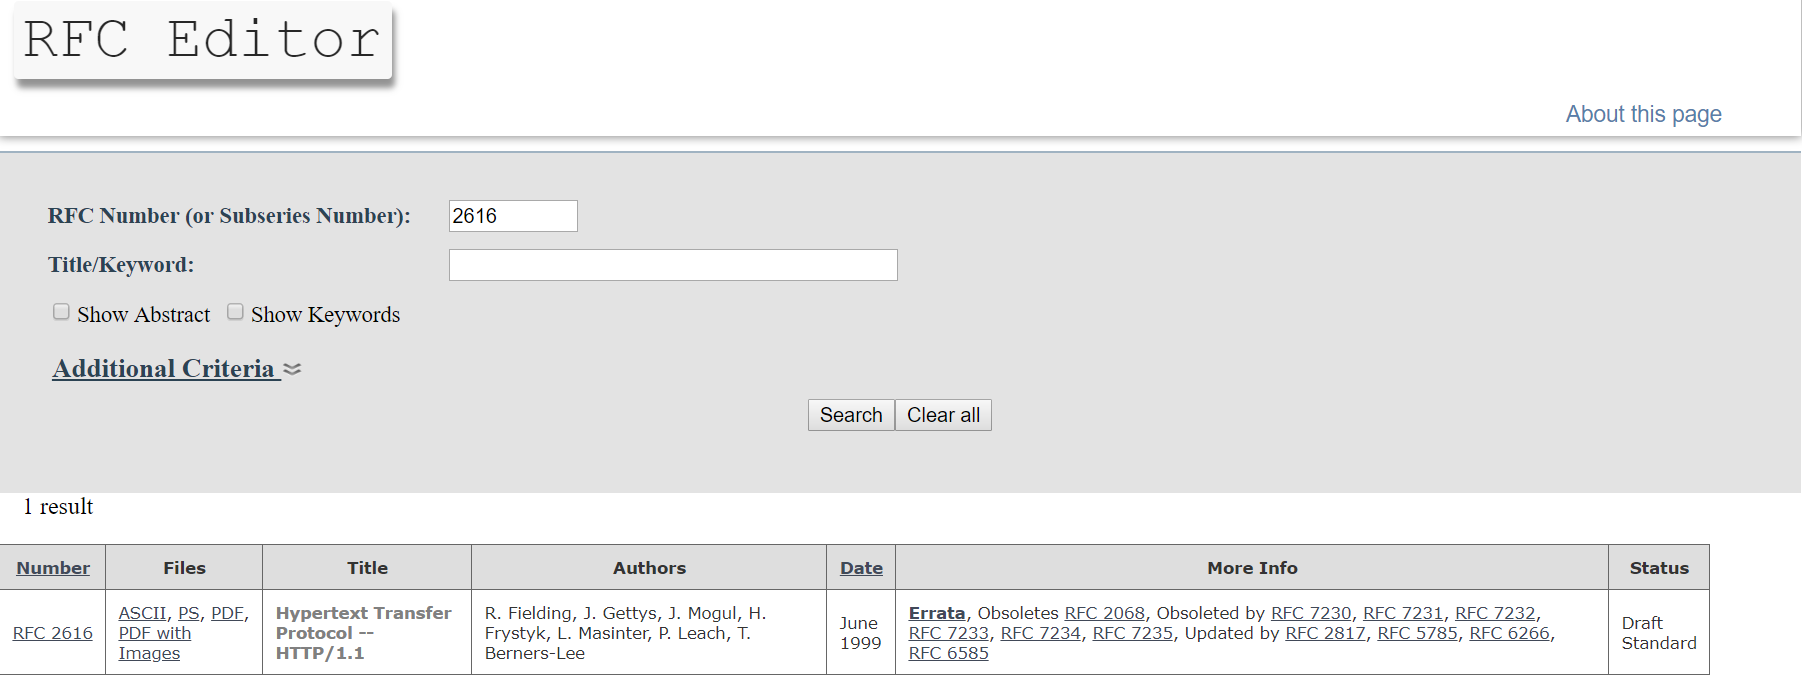 RFC Editor
About this page
RFC Number (or Subseries Number): 2616
Title/Keyword:
Show Abstract Show Keywords
Additional Criteria
Search Clear all
1 result
Number Files Title Authors Date More Info Status
RFC 2616
ASCII, PS, PDF,
PDF with
Images
Hypertext Transfer
Protocol --
HTTP/1.1
R. Fielding, J. Gettys, J. Mogul, H.
Frystyk, L. Masinter, P. Leach, T.
Berners-Lee
June
1999
Errata, Obsoletes RFC 2068, Obsoleted by RFC 7230, RFC 7231, RFC 7232,
RFC 7233, RFC 7234, RFC 7235, Updated by RFC 2817, RFC 5785, RFC 6266,
RFC 6585
Draft
Standard